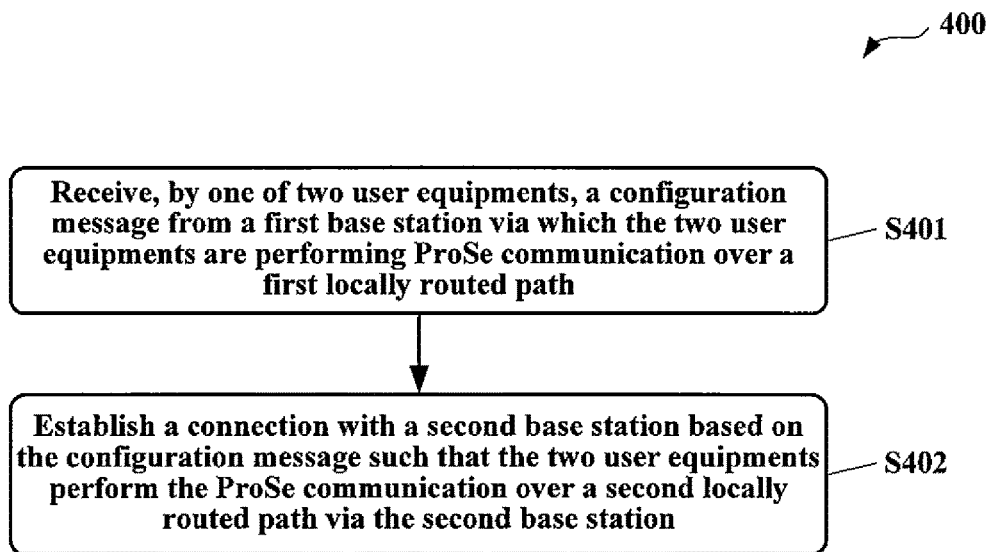 400
Receive, by one of two user equipments, a configuration
message from a first base station via which the two user
equipments are performing ProSe communication over a
first locally routed path
S401
Establish a connection with a second base station based on
the configuration message such that the two user equipments
perform the ProSe communication over a second locally
routed path via the second base station
S402